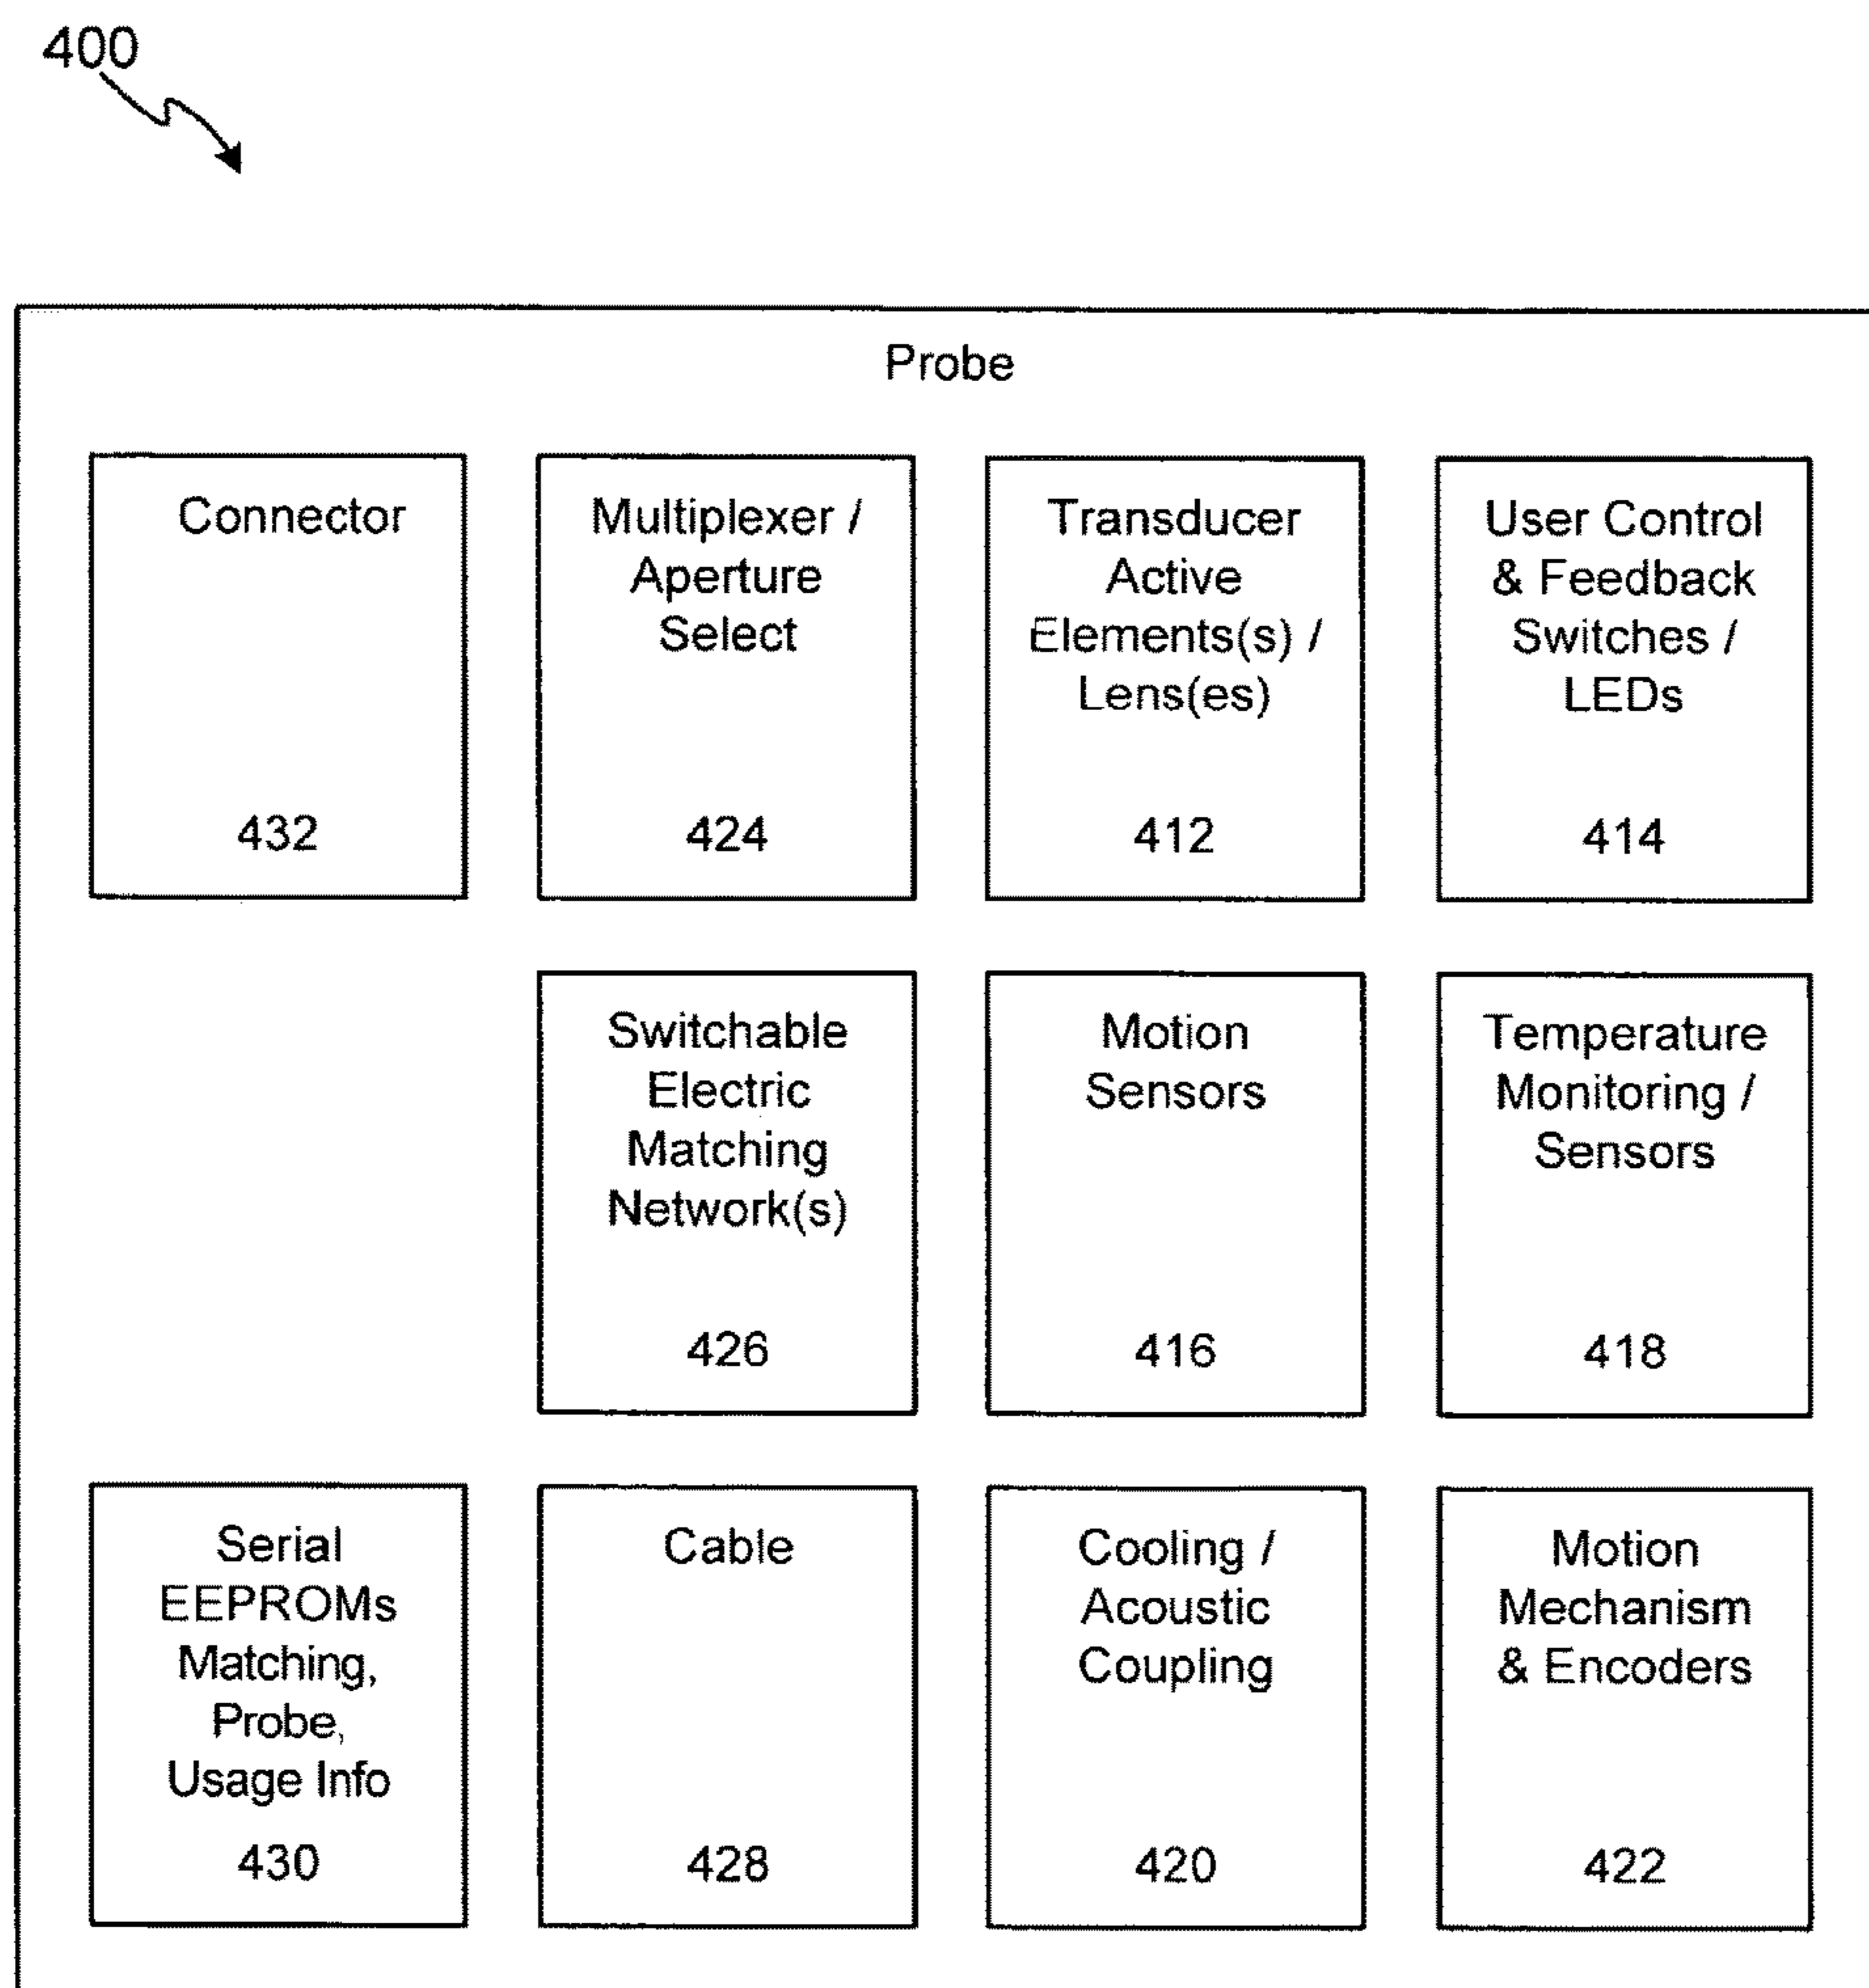 400
Probe
Connector
432
Multiplexer /
Aperture
Select
424
Transducer
Active
Elements(s) /
Lens(es)
412
User Control
& Feedback
Switches /
LEDs
414
Switchable
Electric
Matching
Network(s)
426
Motion
Sensors
416
Temperature
Monitoring /
Sensors
418
Serial
EEPROMs
Matching,
Probe,
Usage Info
430
Cable
428
Cooling /
Acoustic
Coupling
420
Motion
Mechanism
& Encoders
422